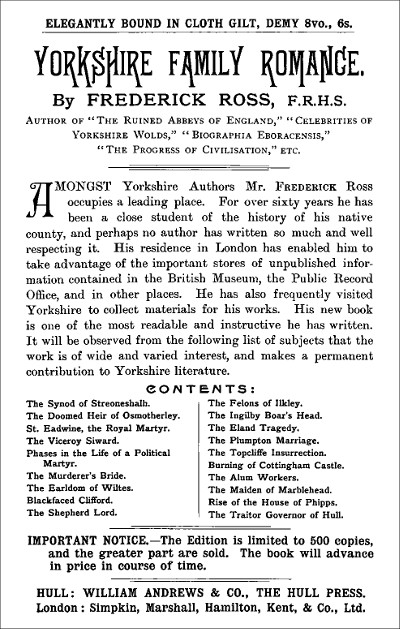 ELEGANTLY BOUND IN CLOTH GILT, DEMY 8vo., 6s.
YORKSHIRE FAMILY ROMANCE.
By FREDERICK ROSS, F.R.H.S.
AUTHOR OF "THE RUINED ABBEYS OF ENGLAND," "CELEBRITIES OF
YORKSHIRE WOLDS," "BIOGRAPHIA EBORACENSIS,"
"THE PROGRESS OF CIVILISATION," ETC.
AMONGST Yorkshire Authors Mr. FREDERICK ROSS
occupies a leading place. For over sixty years he has
been a close student of the history of his native
county, and perhaps no author has written so much and well
respecting it. His residence in London has enabled him to
take advantage of the important stores of unpublished infor-
mation contained in the British Museum, the Public Record
Office, and in other places. He has also frequently visited
Yorkshire to collect materials for his works. His new book
is one of the most readable and instructive he has written.
It will be observed from the following list of subjects that the
work is of wide and varied interest, and makes a permanent
contribution to Yorkshire literature.
CONTENTS:
The Synod of Streoneshalh.
The Doomed Heir of Osmotherley.
St. Eadwine, the Royal Martyr.
The Viceroy Siward.
Phases in the Life of a Political
Martyr.
The Murderer's Bride.
The Earldom of Wiltes.
Blackfaced Clifford.
The Shepherd Lord.
The Felons of Ilkley.
The Ingilby Boar's Head.
The Eland Tragedy.
The Plumpton Marriage.
The Topcliffe Insurrection.
Burning of Cottingham Castle.
The Alum Workers.
The Maiden of Marblehead.
Rise of the House of Phipps.
The Traitor Governor of Hull.
IMPORTANT NOTICE.—The Edition is limited to 500 copies,
and the greater part are sold. The book will advance
in price in course of time.
HULL: WILLIAM ANDREWS & CO., THE HULL PRESS.
London: Simpkin, Marshall, Hamilton, Kent, & Co., Ltd.